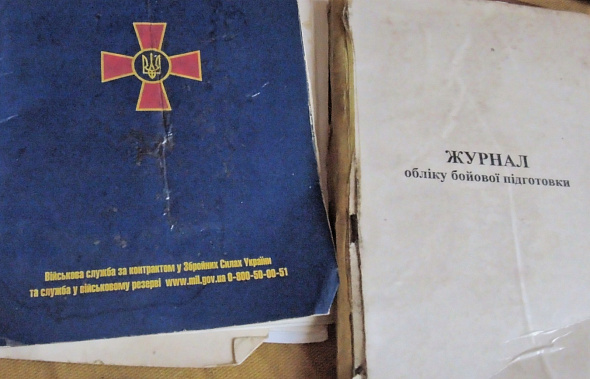 Військова служба за контрактом у Збройних Силах України
та служба у військовому резерві www.mil.gov.ua 0-800-50-00-51
ЖУРНАЛ
обліку бойової підготовки